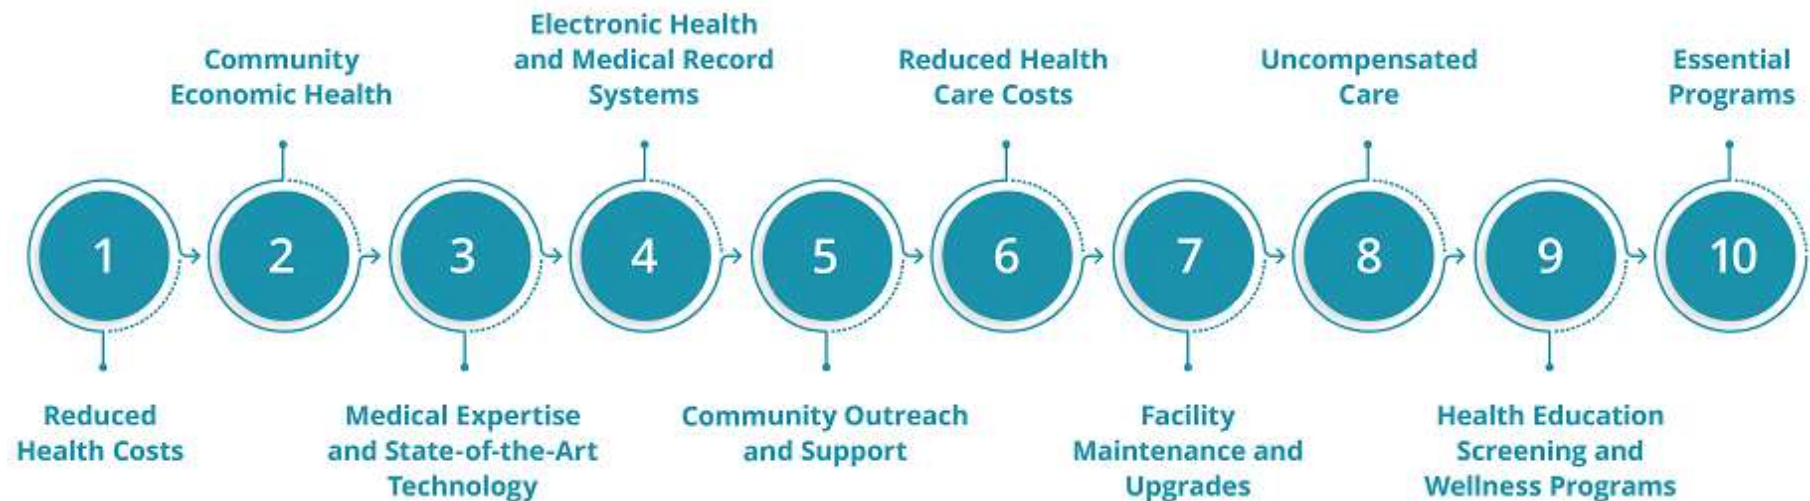 1
Reduced
Health Costs
2
Community
Economic Health
3
Medical Expertise
and State-of-the-Art
Technology
4
Electronic Health
and Medical Record
Systems
5
Community Outreach
and Support
6
Reduced Health
Care Costs
7
Facility
Maintenance and
Upgrades
8
Uncompensated
Care
9
Health Education
Screening and
Wellness Programs
10
Essential
Programs